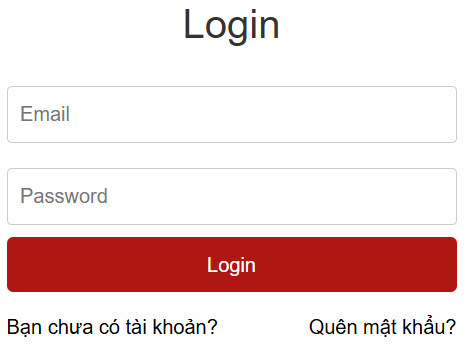 Login
Email
Password
Login
Bạn chưa có tài khoản? Quên mật khẩu?